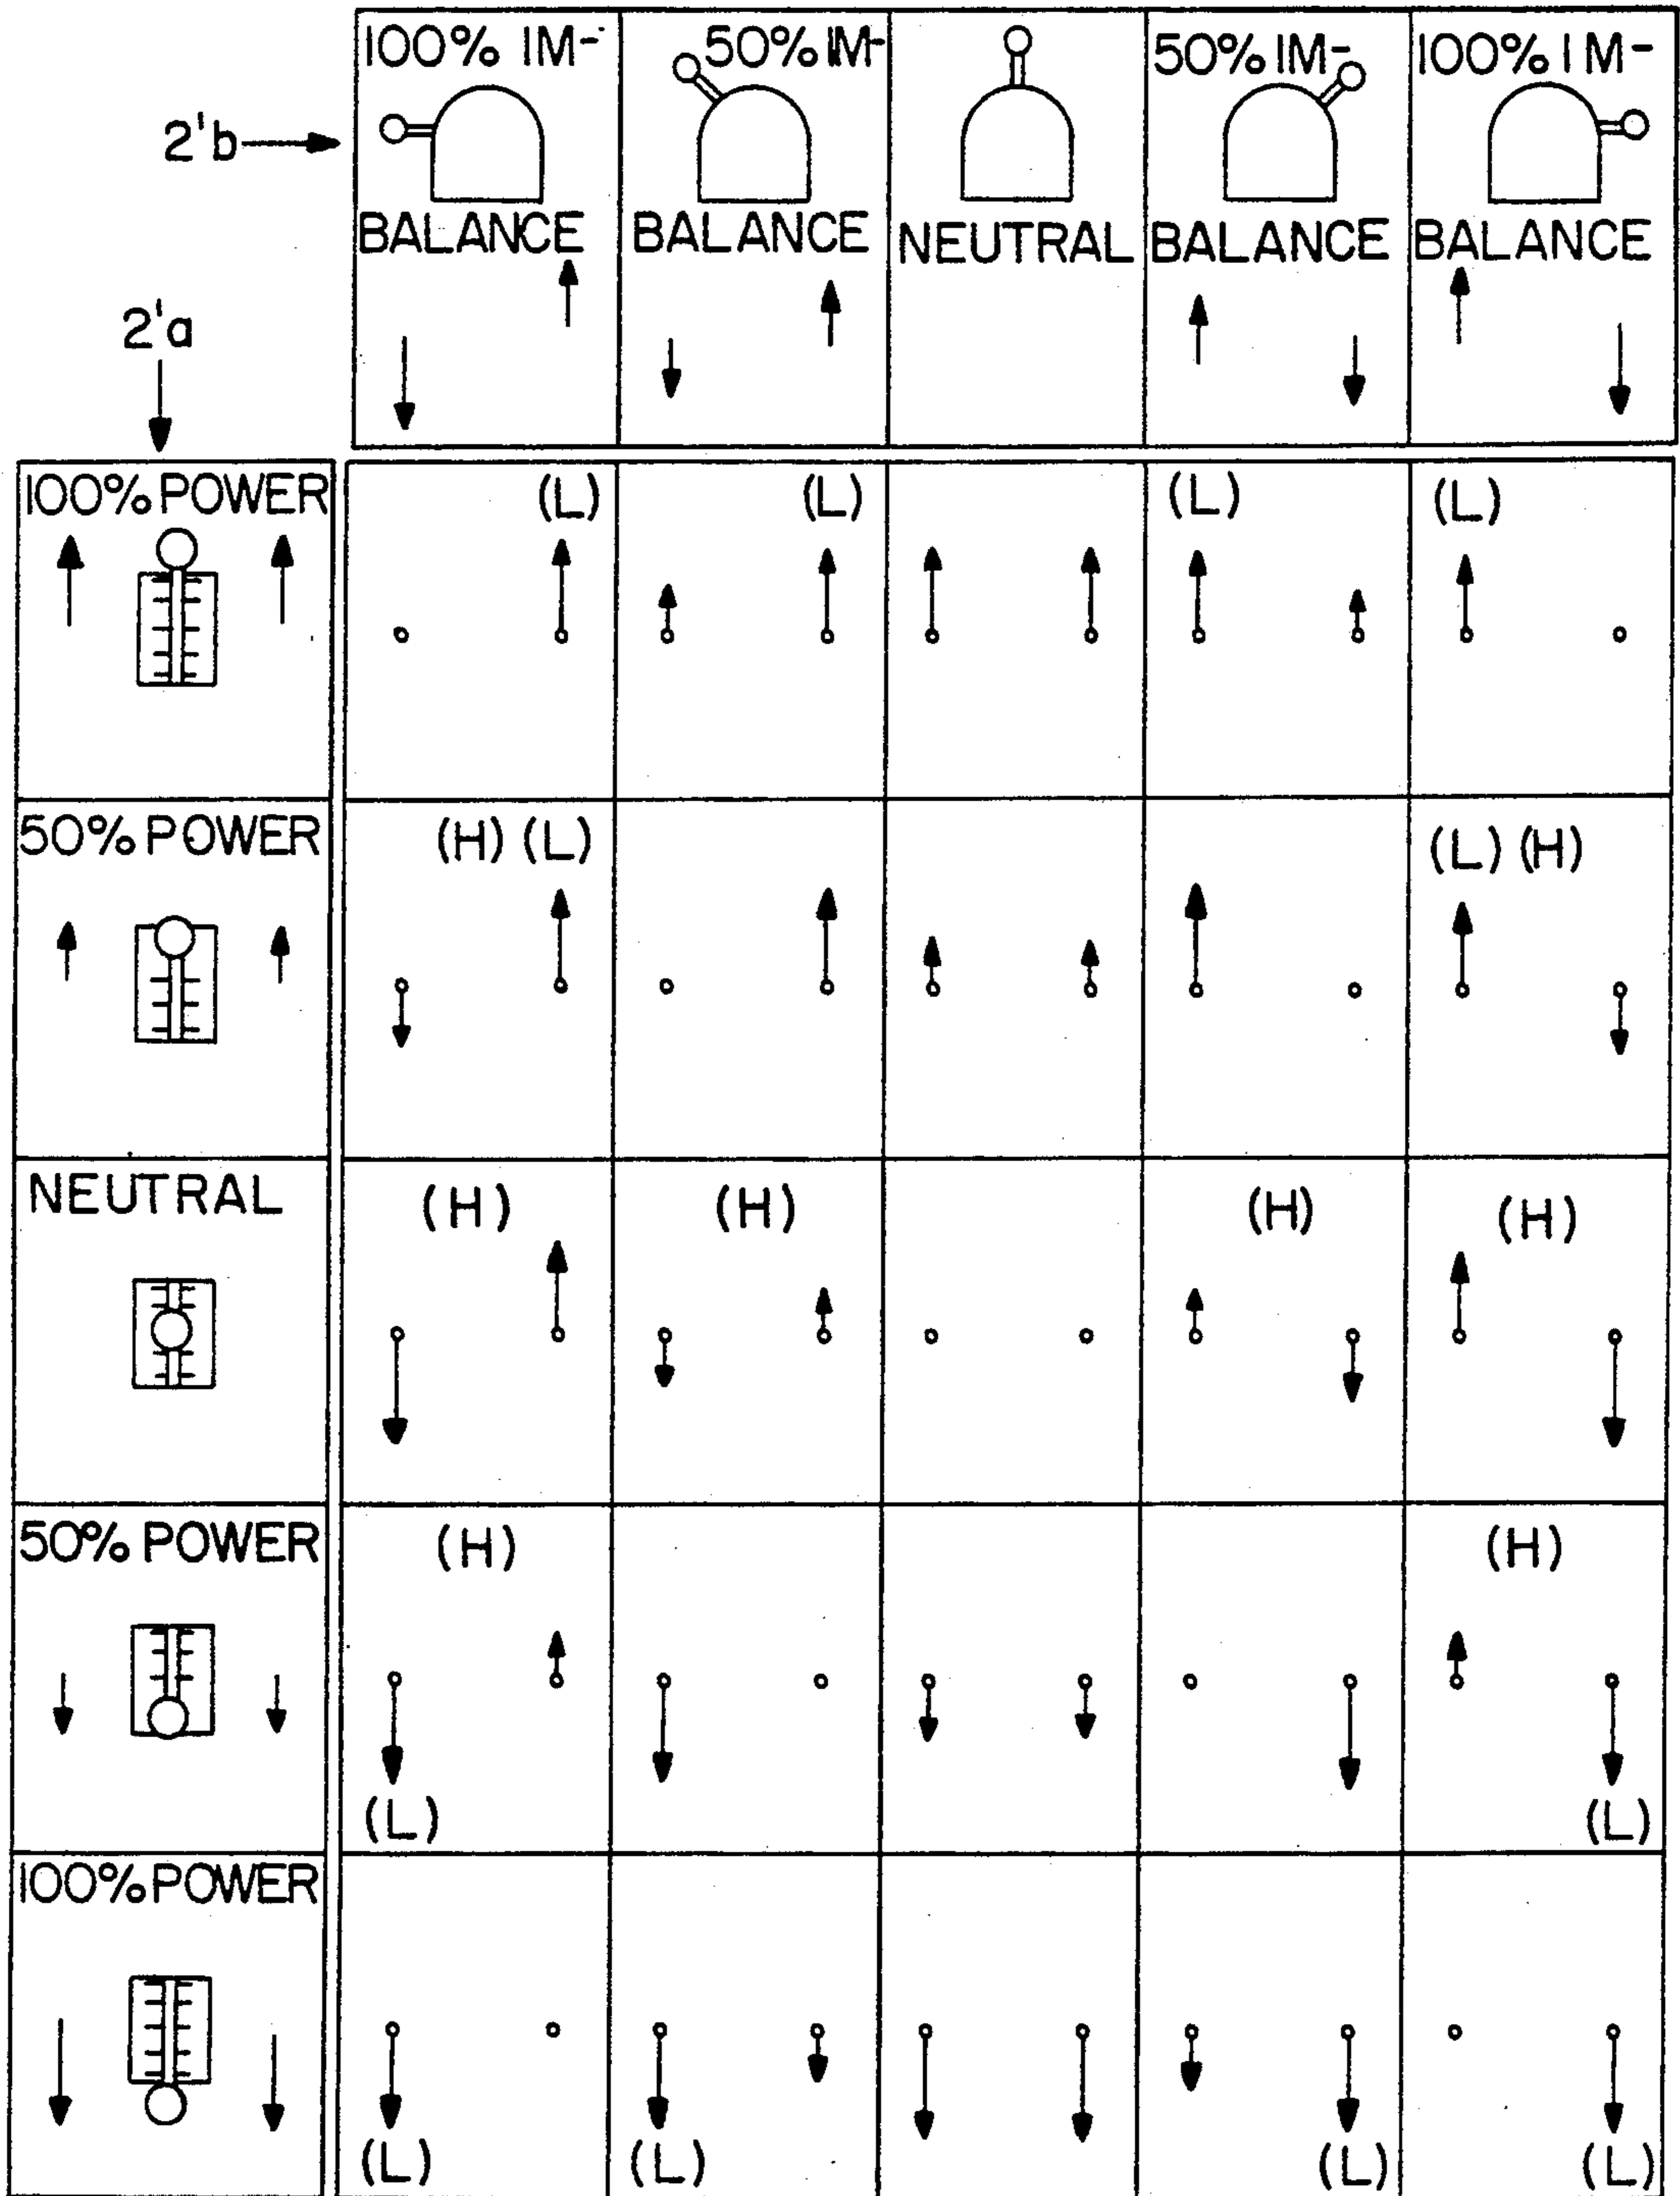 100% IM- 50% IM- 50% IM- 100% IM-
2'b
BALANCE BALANCE NEUTRAL BALANCE BALANCE
2'a
100% POWER (L) (L) (L) (L)
50% POWER (H) (L) (L) (H)
NEUTRAL (H) (H) (H) (H)
50% POWER (H) (H)
(L) (L)
100% POWER
(L) (L) (L) (L)